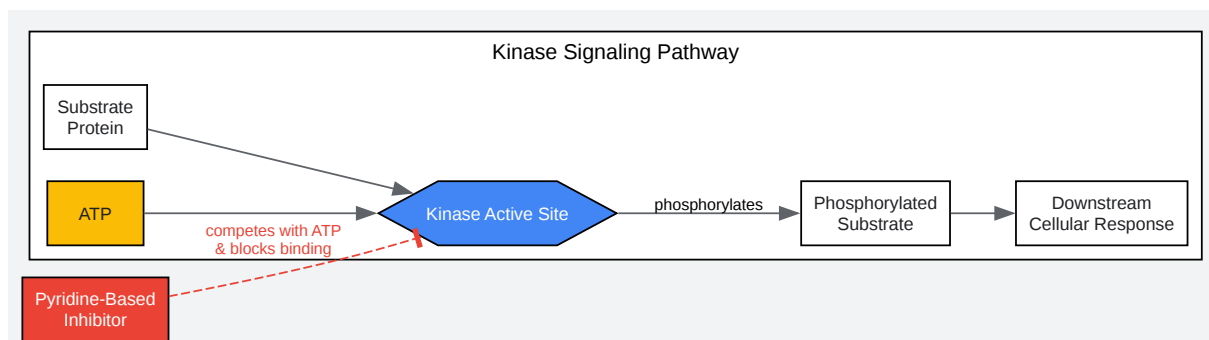 Kinase Signaling Pathway
Substrate
Protein
ATP
Kinase Active Site
phosphorylates
Phosphorylated
Substrate
Downstream
Cellular Response
competes with ATP
& blocks binding
Pyridine-Based
Inhibitor